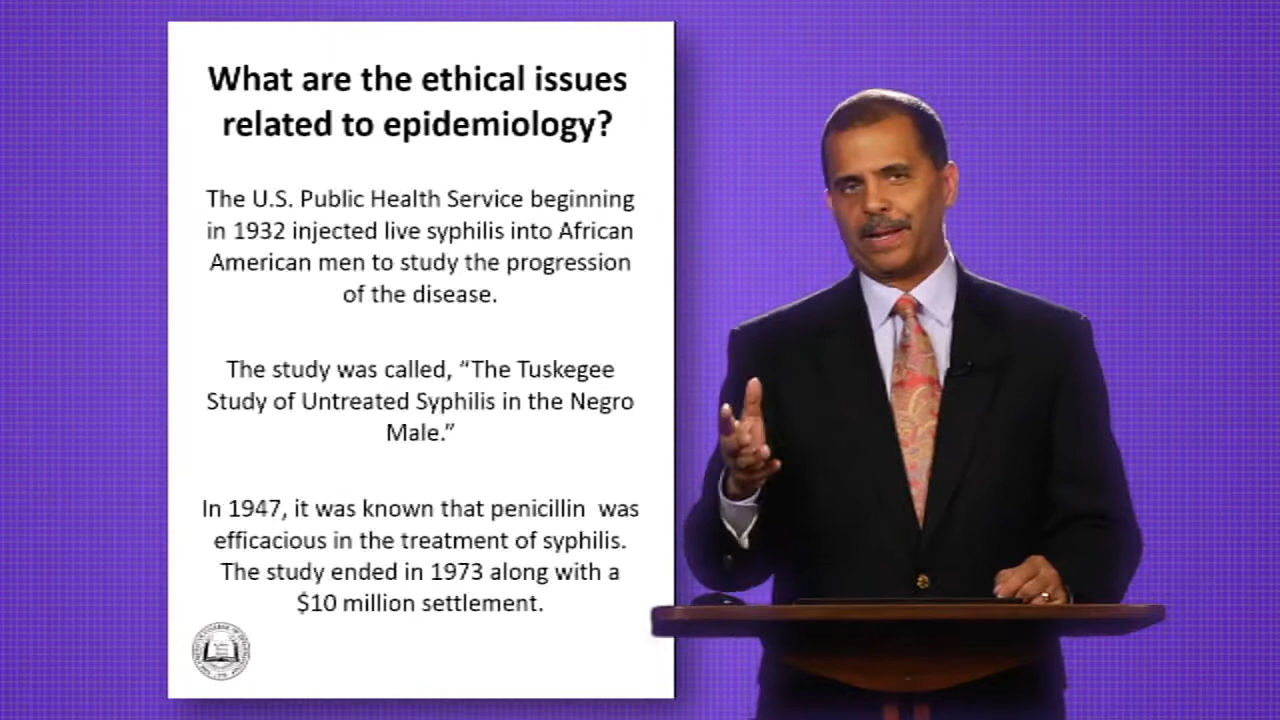 What are the ethical issues
related to epidemiology?
The U.S. Public Health Service beginning
in 1932 injected live syphilis into African
American men to study the progression
of the disease.
The study was called, “The Tuskegee
Study of Untreated Syphilis in the Negro
Male.”
In 1947, it was known that penicillin  was
efficacious in the treatment of syphilis.
The study ended in 1973 along with a
$10 million settlement.